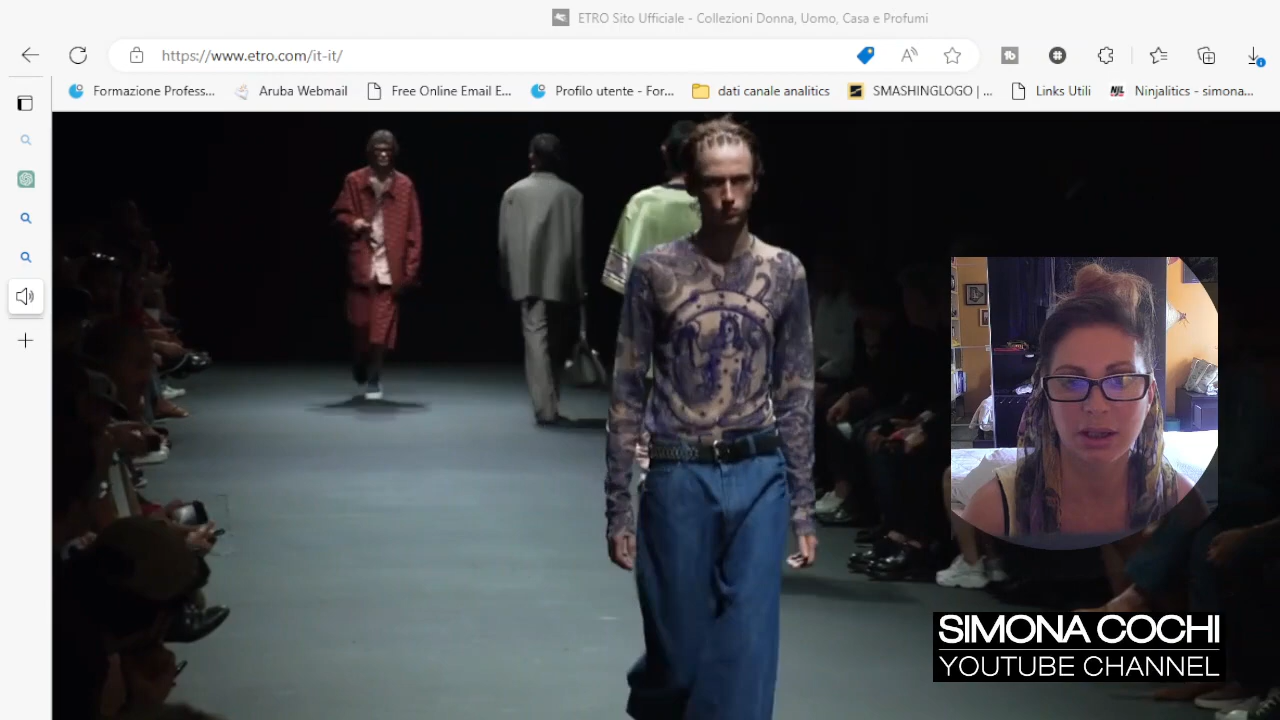 ETRO Sito Ufficiale - Collezioni Donna, Uomo, Casa e Profumi
https://www.etro.com/it-it/
Formazione Profess... Aruba Webmail Free Online Email E... Profilo utente - For... dati canale analitics SMASHINGLOGO | ... Links Utili Ninjalitics - simona...
SIMONA COCHI
YOUTUBE CHANNEL